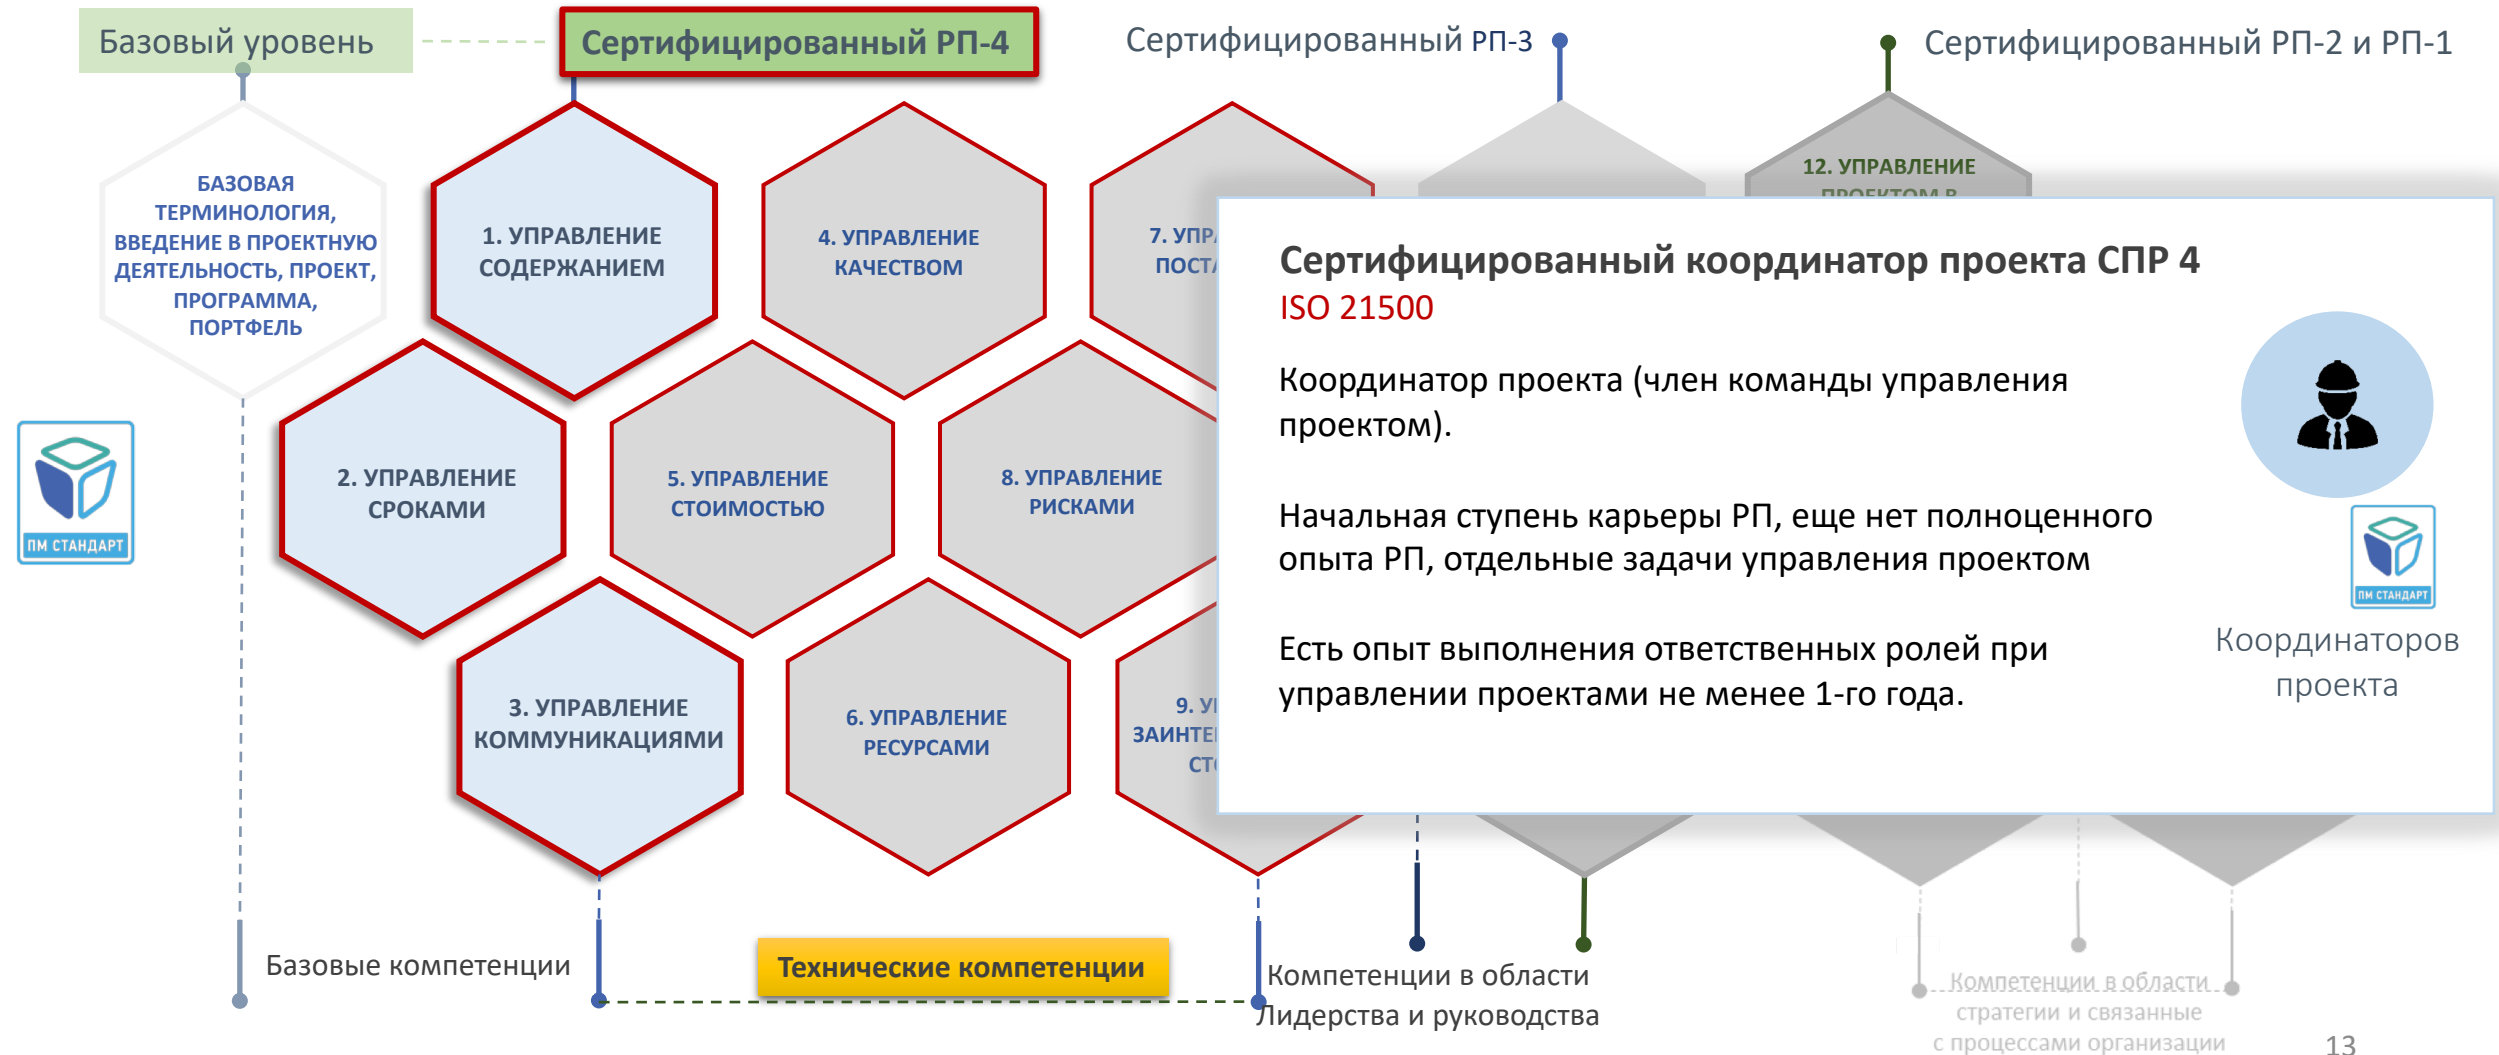 Базовый уровень
Сертифицированный РП-4
Сертифицированный РП-3
Сертифицированный РП-2 и РП-1
БАЗОВАЯ
ТЕРМИНОЛОГИЯ,
ВВЕДЕНИЕ В ПРОЕКТНУЮ
ДЕЯТЕЛЬНОСТЬ, ПРОЕКТ,
ПРОГРАММА,
ПОРТФЕЛЬ
1. УПРАВЛЕНИЕ
СОДЕРЖАНИЕМ
4. УПРАВЛЕНИЕ
КАЧЕСТВОМ
7.
12. УПРАВЛЕНИЕ
ПРОЕКТОМ В
2. УПРАВЛЕНИЕ
СРОКАМИ
5. УПРАВЛЕНИЕ
СТОИМОСТЬЮ
8. УПРАВЛЕНИЕ
РИСКАМИ
3. УПРАВЛЕНИЕ
КОММУНИКАЦИЯМИ
6. УПРАВЛЕНИЕ
РЕСУРСАМИ
9.
ПМ СТАНДАРТ
Сертифицированный координатор проекта СПР 4
ISO 21500
Координатор проекта (член команды управления
проектом).
Начальная ступень карьеры РП, еще нет полноценного
опыта РП, отдельные задачи управления проектом
Есть опыт выполнения ответственных ролей при
управлении проектами не менее 1-го года.
ПМ СТАНДАРТ
Координаторов
проекта
Базовые компетенции
Технические компетенции
Компетенции в области
Лидерства и руководства
Компетенции в области
стратегии и связанные
с процессами организации
13